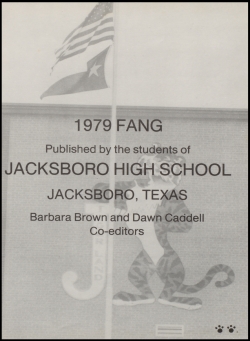 1979 FANG
Published by the students of
JACKSBORO HIGH SCHOOL
JACKSBORO, TEXAS
Barbara Brown and Dawn Caddell
Co-editors